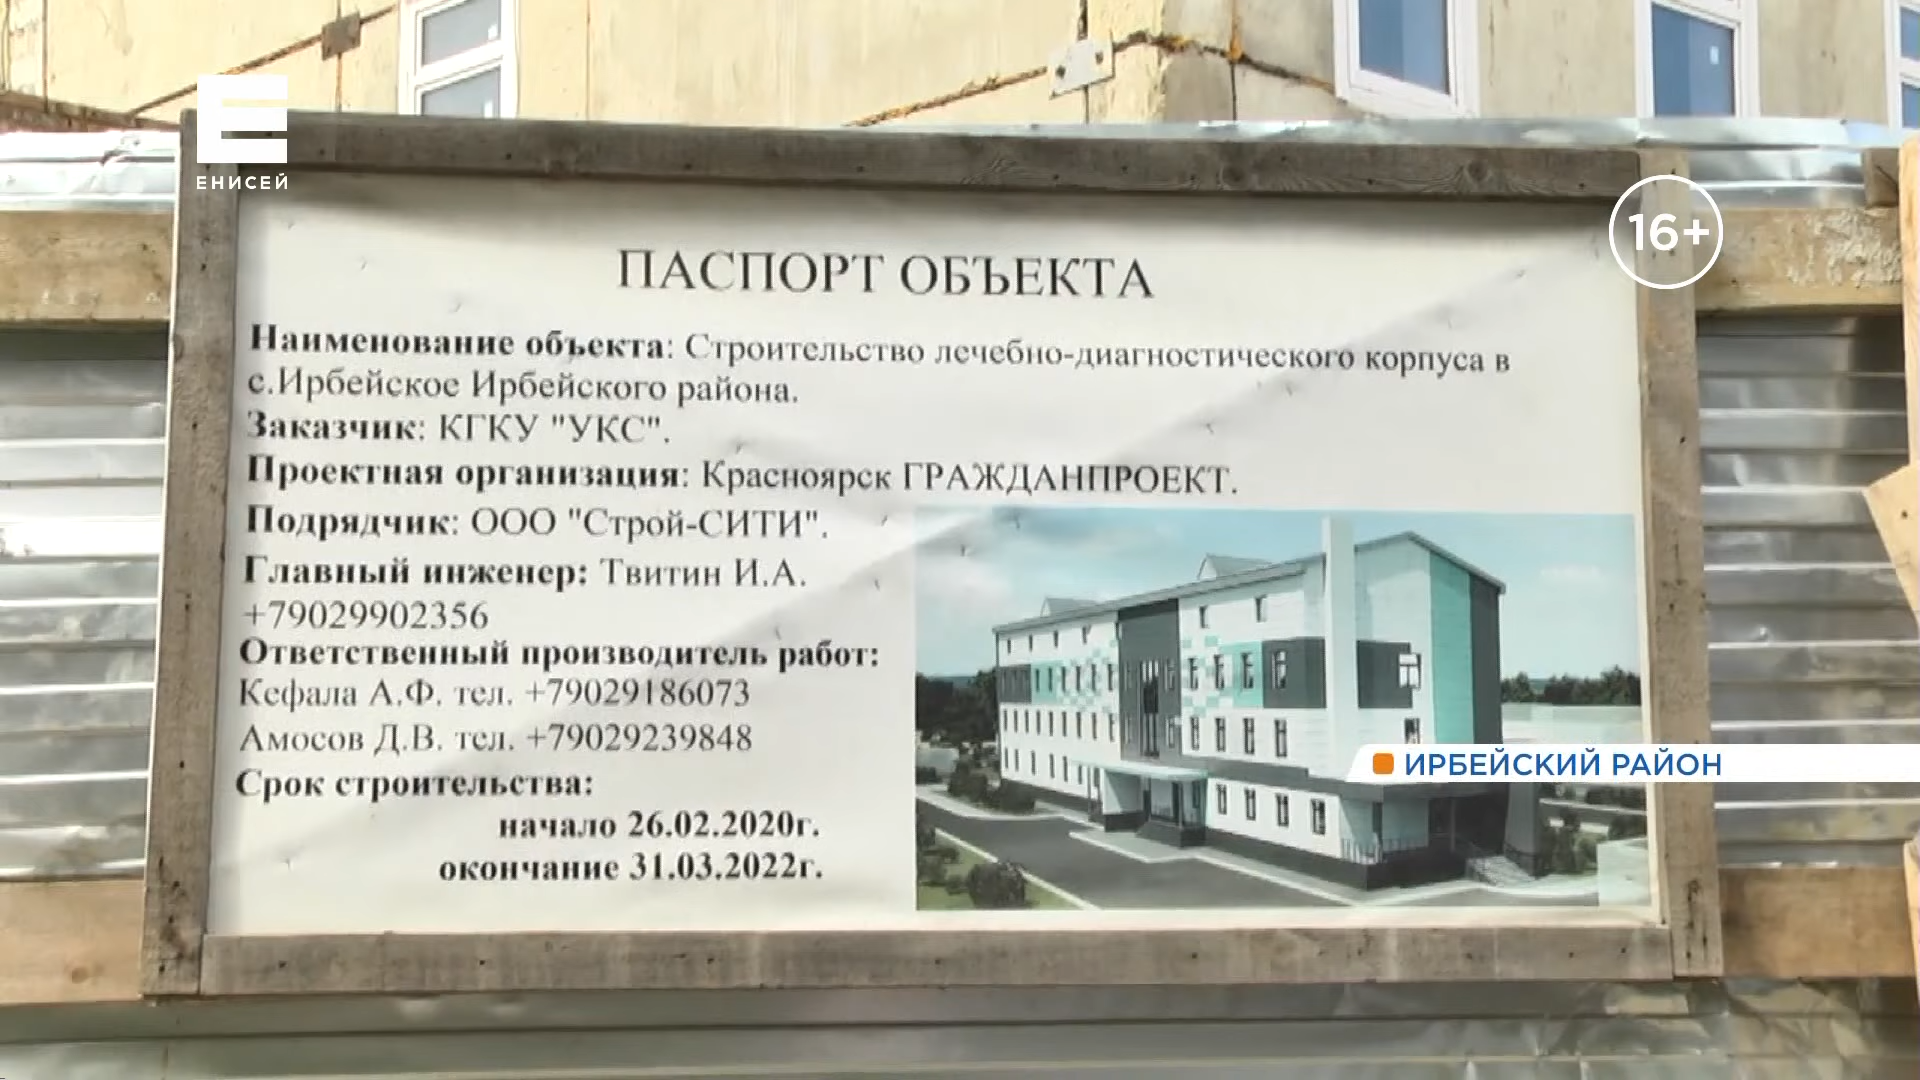 ЕНИСЕЙ
16+
ПАСПОРТ ОБЪЕКТА
Наименование объекта: Строительство лечебно-диагностического корпуса в
с.Ирбейское Ирбейского района.
Заказчик: КГКУ "УКС".
Проектная организация: Красноярск ГРАЖДАНПРОЕКТ.
Подрядчик: ООО "Строй-СИТИ".
Главный инженер: Твитин И.А.
+79029902356
Ответственный производитель работ:
Кефала А.Ф. тел. +79029186073
Амосов Д.В. тел. +79029239848
Срок строительства:
начало 26.02.2020г.
окончание 31.03.2022г.
ИРБЕЙСКИЙ РАЙОН